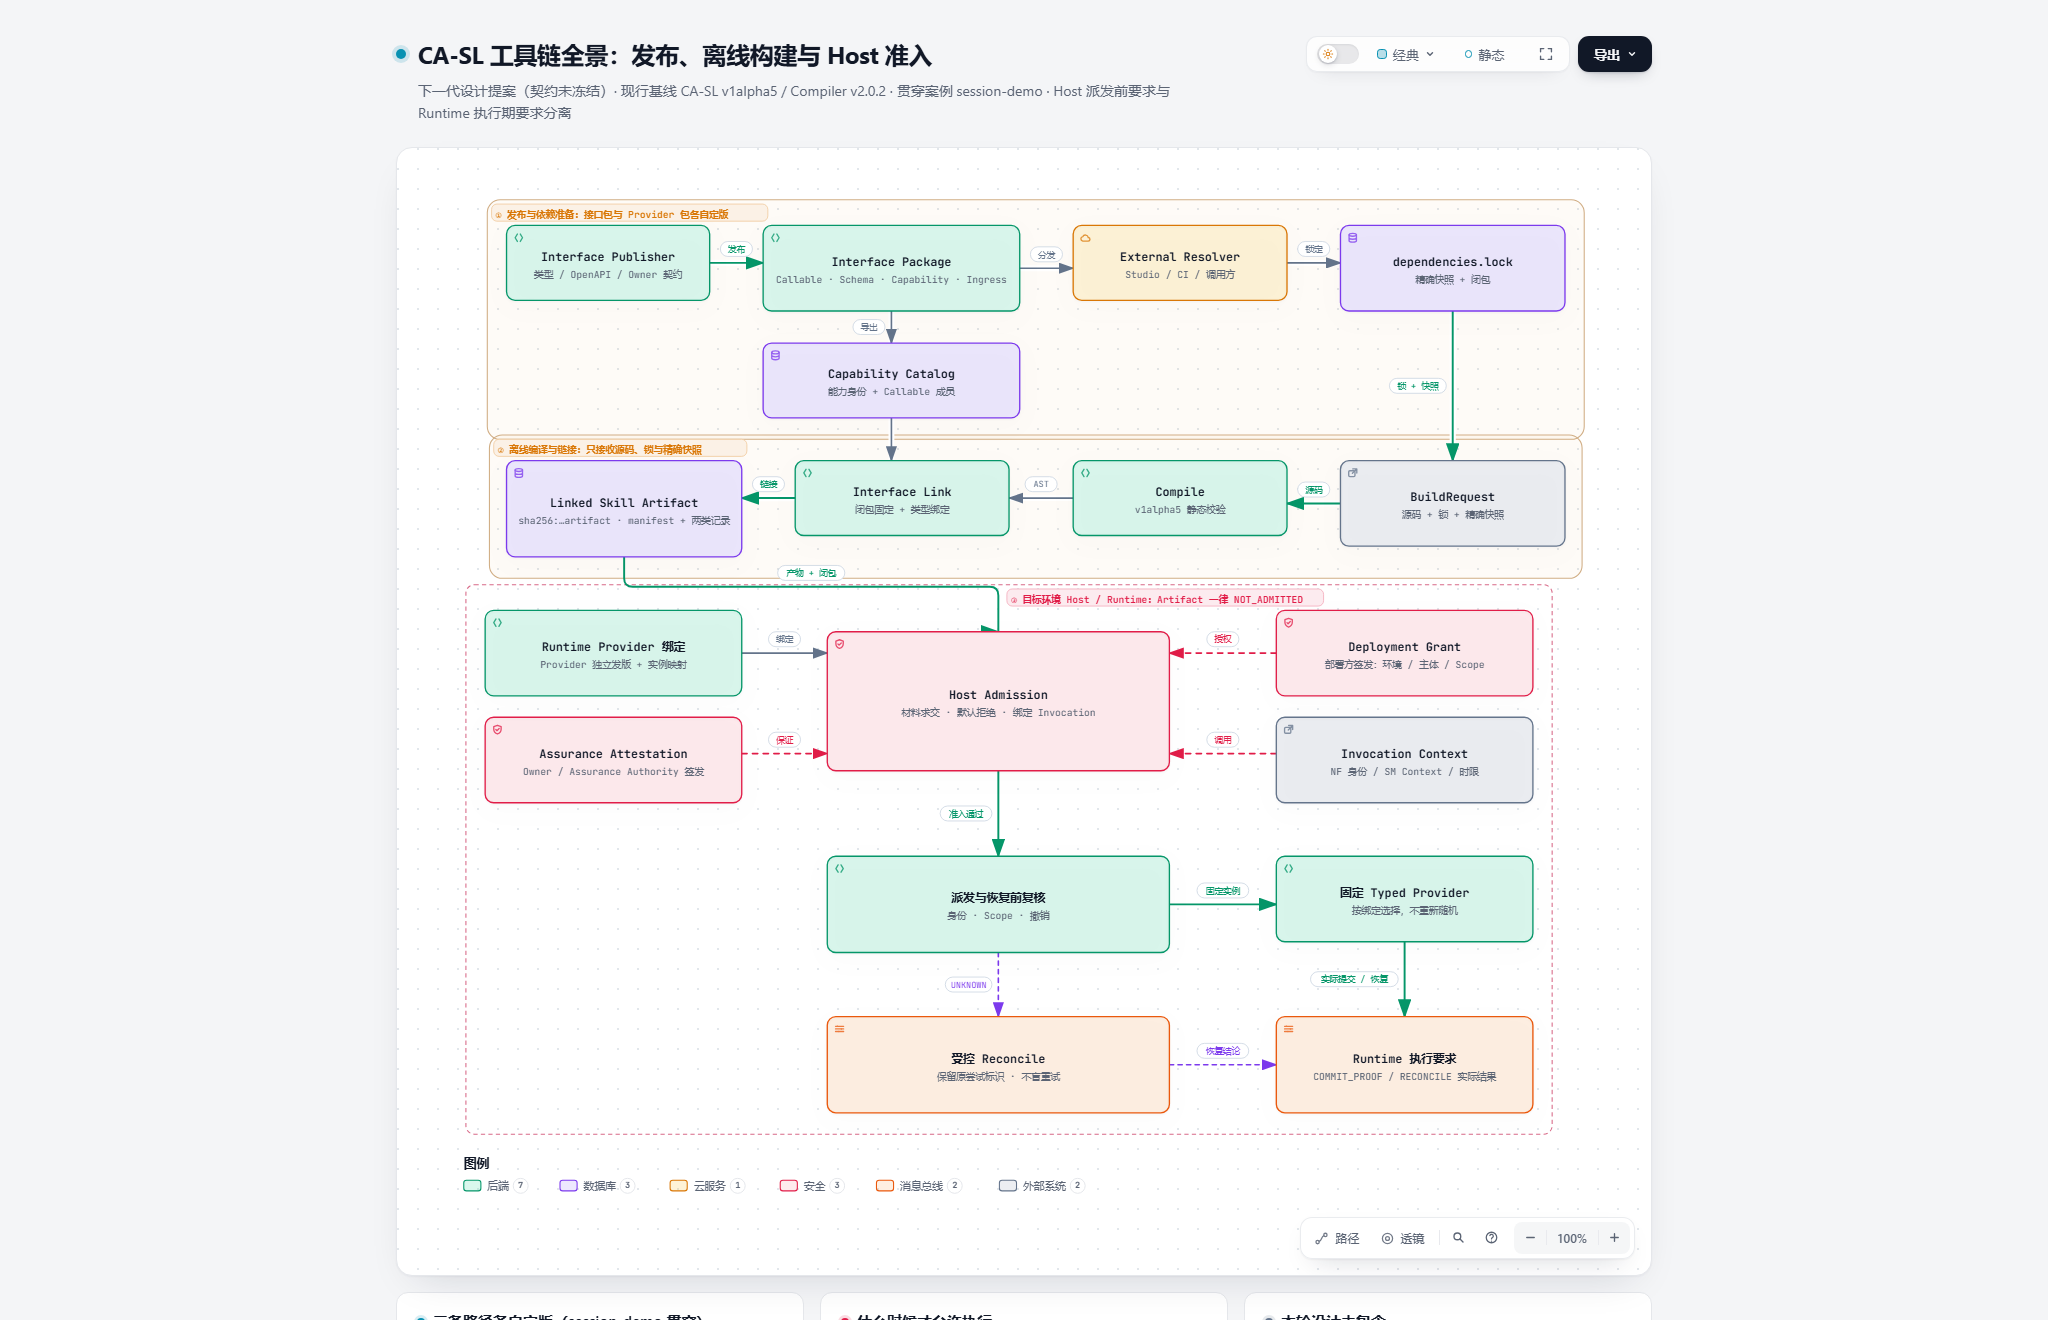 CA-SL 工具链全景：发布、离线构建与 Host 准入
下一代设计提案（契约未冻结）· 现行基线 CA-SL v1alpha5 / Compiler v2.0.2 · 贯穿案例 session-demo · Host 派发前要求与
Runtime 执行期要求分离
经典
静态
导出
① 发布与依赖准备：接口包与 Provider 包各自定版
Interface Publisher
类型 / OpenAPI / Owner 契约
发布
Interface Package
Callable · Schema · Capability · Ingress
分发
External Resolver
Studio / CI / 调用方
锁定
dependencies.lock
精确快照 + 闭包
导出
Capability Catalog
能力身份 + Callable 成员
锁 + 快照
② 离线编译与链接：只接收源码、锁与精确快照
Linked Skill Artifact
sha256:…artifact · manifest + 两类记录
链接
Interface Link
闭包固定 + 类型绑定
AST
Compile
v1alpha5 静态校验
源码
BuildRequest
源码 + 锁 + 精确快照
产物 + 闭包
③ 目标环境 Host / Runtime：Artifact 一律 NOT_ADMITTED
Runtime Provider 绑定
Provider 独立发版 + 实例映射
绑定
Host Admission
材料求交 · 默认拒绝 · 绑定 Invocation
授权
Deployment Grant
部署方签发：环境 / 主体 / Scope
Assurance Attestation
Owner / Assurance Authority 签发
保证
调用
Invocation Context
NF 身份 / SM Context / 时限
准入通过
派发与恢复前复核
身份 · Scope · 撤销
固定实例
固定 Typed Provider
按绑定选择，不重新随机
UNKNOWN
实际提交 / 恢复
受控 Reconcile
保留原尝试标识 · 不盲重试
恢复结论
Runtime 执行要求
COMMIT_PROOF / RECONCILE 实际结果
图例
后端 7
数据库 3
云服务 1
安全 3
消息总线 2
外部系统 2
路径
透镜
100%